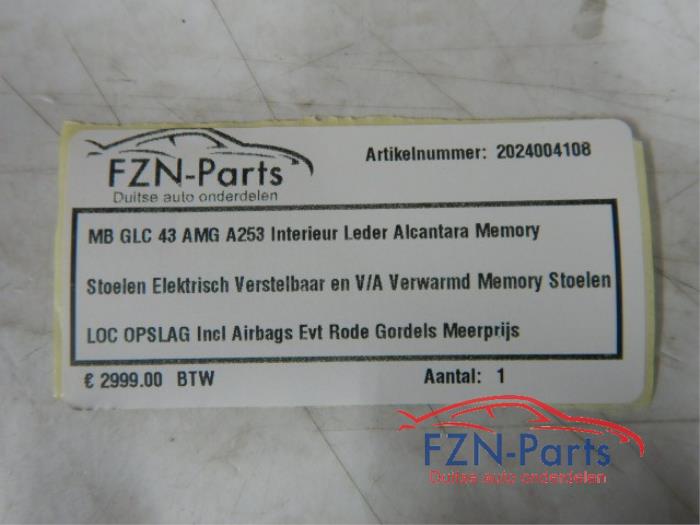 FZN-Parts
Duitse auto onderdelen
Artikelnummer: 2024004108
MB GLC 43 AMG A253 Interieur Leder Alcantara Memory
Stoelen Elektrisch Verstelbaar en V/A Verwarmd Memory Stoelen
LOC OPSLAG Incl Airbags Evt Rode Gordels Meerprijs
€ 2999.00 BTW
Aantal: 1
FZN-Parts
Duitse auto onderdelen